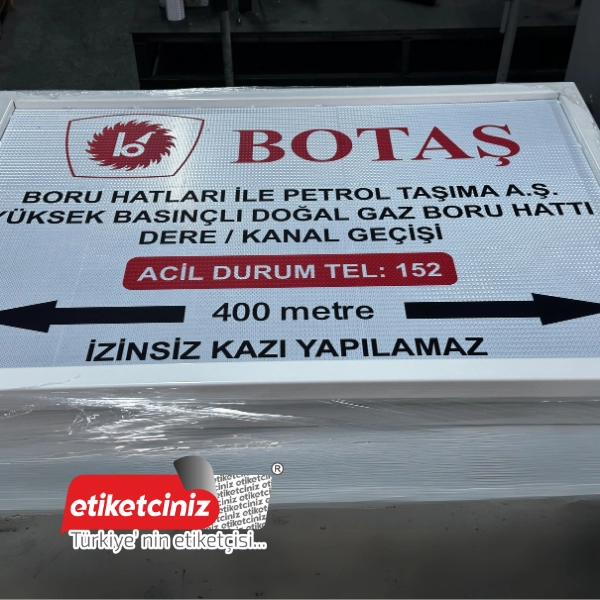 BOTAŞ
BORU HATLARI İLE PETROL TAŞIMA A.Ş.
YÜKSEK BASINÇLI DOĞAL GAZ BORU HATTI
DERE / KANAL GEÇİŞİ
ACİL DURUM TEL: 152
400 metre
İZİNSİZ KAZI YAPILAMAZ
etiketciniz
®
Türkiye' nin etiketçisi...